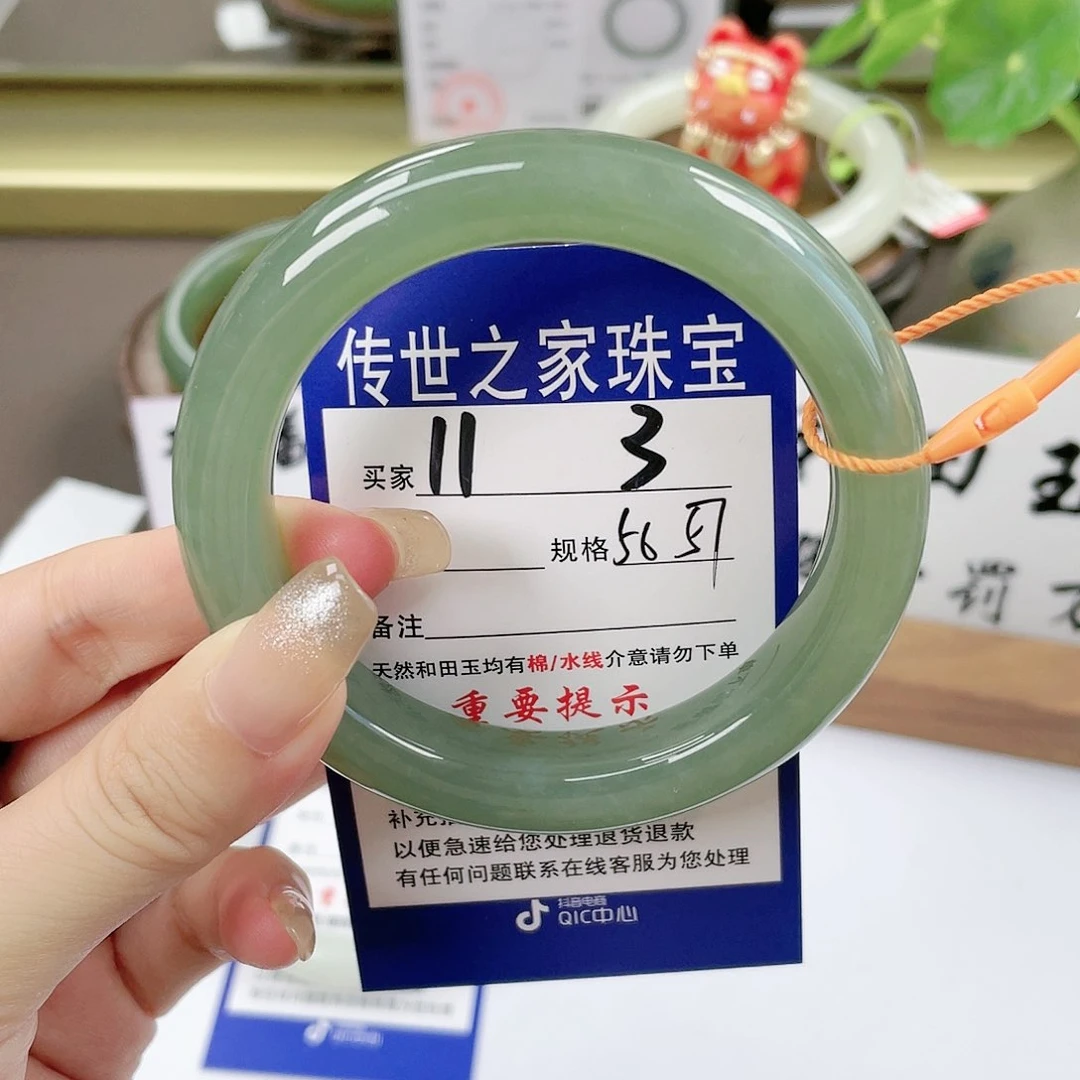 传世之家珠宝
买家 11 3
规格 56
备注
天然和田玉均有棉/水线介意请勿下单
重要提示
补充
以便急速给您处理退货退款
有任何问题联系在线客服为您处理
抖音电商
QIC中心
玉
罚